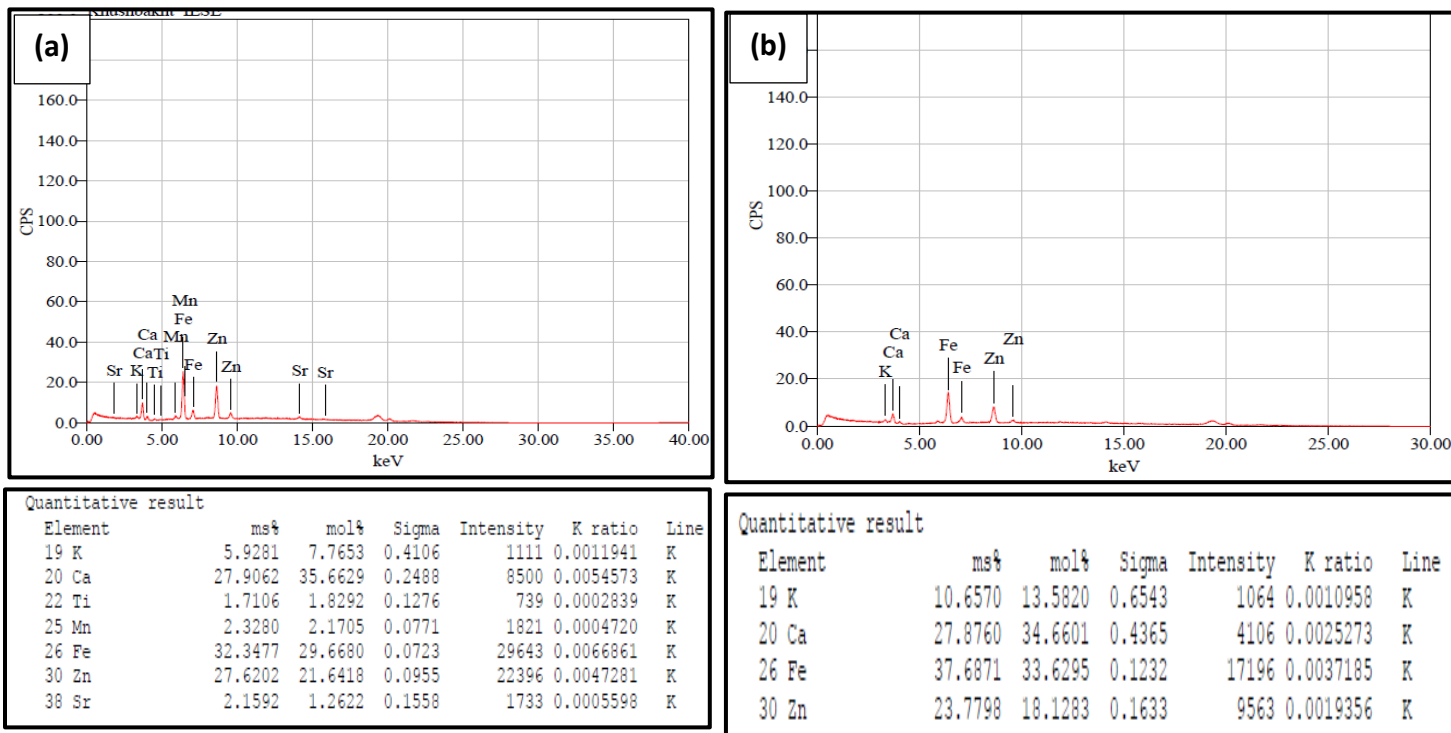 (a)
160.0
140.0
120.0
100.0
80.0
60.0
40.0
20.0
0.0
CPS
Mn
Fe
Ca
Mn
Zn
Ca Ti
Sr K Ti Fe Zn Sr Sr
0.00 5.00 10.00 15.00 20.00 25.00 30.00 35.00 40.00
keV
Quantitative result
Element ms% mol% Sigma Intensity K ratio Line
19 K 5.9281 7.7653 0.4106 1111 0.0011941 K
20 Ca 27.9062 35.6629 0.2488 8500 0.0054573 K
22 Ti 1.7106 1.8292 0.1276 739 0.0002839 K
25 Mn 2.3280 2.1705 0.0771 1821 0.0004720 K
26 Fe 32.3477 29.6680 0.0723 29643 0.0066861 K
30 Zn 27.6202 21.6418 0.0955 22396 0.0047281 K
38 Sr 2.1592 1.2622 0.1558 1733 0.0005598 K
(b)
140.0
120.0
100.0
80.0
60.0
40.0
20.0
0.0
CPS
Ca
Zn
Fe
Ca
Zn
K
Fe
0.00 5.00 10.00 15.00 20.00 25.00 30.00
keV
Quantitative result
Element ms% mol% Sigma Intensity K ratio Line
19 K 10.6570 13.5820 0.6543 1064 0.0010958 K
20 Ca 27.8760 34.6601 0.4365 4106 0.0025273 K
26 Fe 37.6871 33.6295 0.1232 17196 0.0037185 K
30 Zn 23.7798 18.1283 0.1633 9563 0.0019356 K